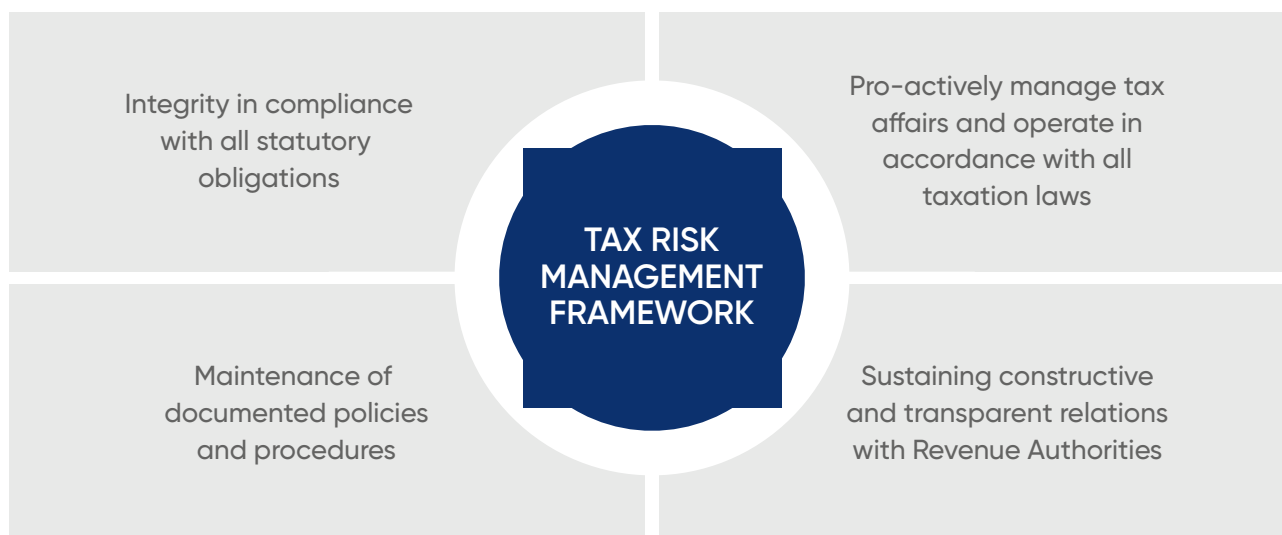 Integrity in compliance
with all statutory
obligations
Pro-actively manage tax
affairs and operate in
accordance with all
taxation laws
TAX RISK
MANAGEMENT
FRAMEWORK
Maintenance of
documented policies
and procedures
Sustaining constructive
and transparent relations
with Revenue Authorities